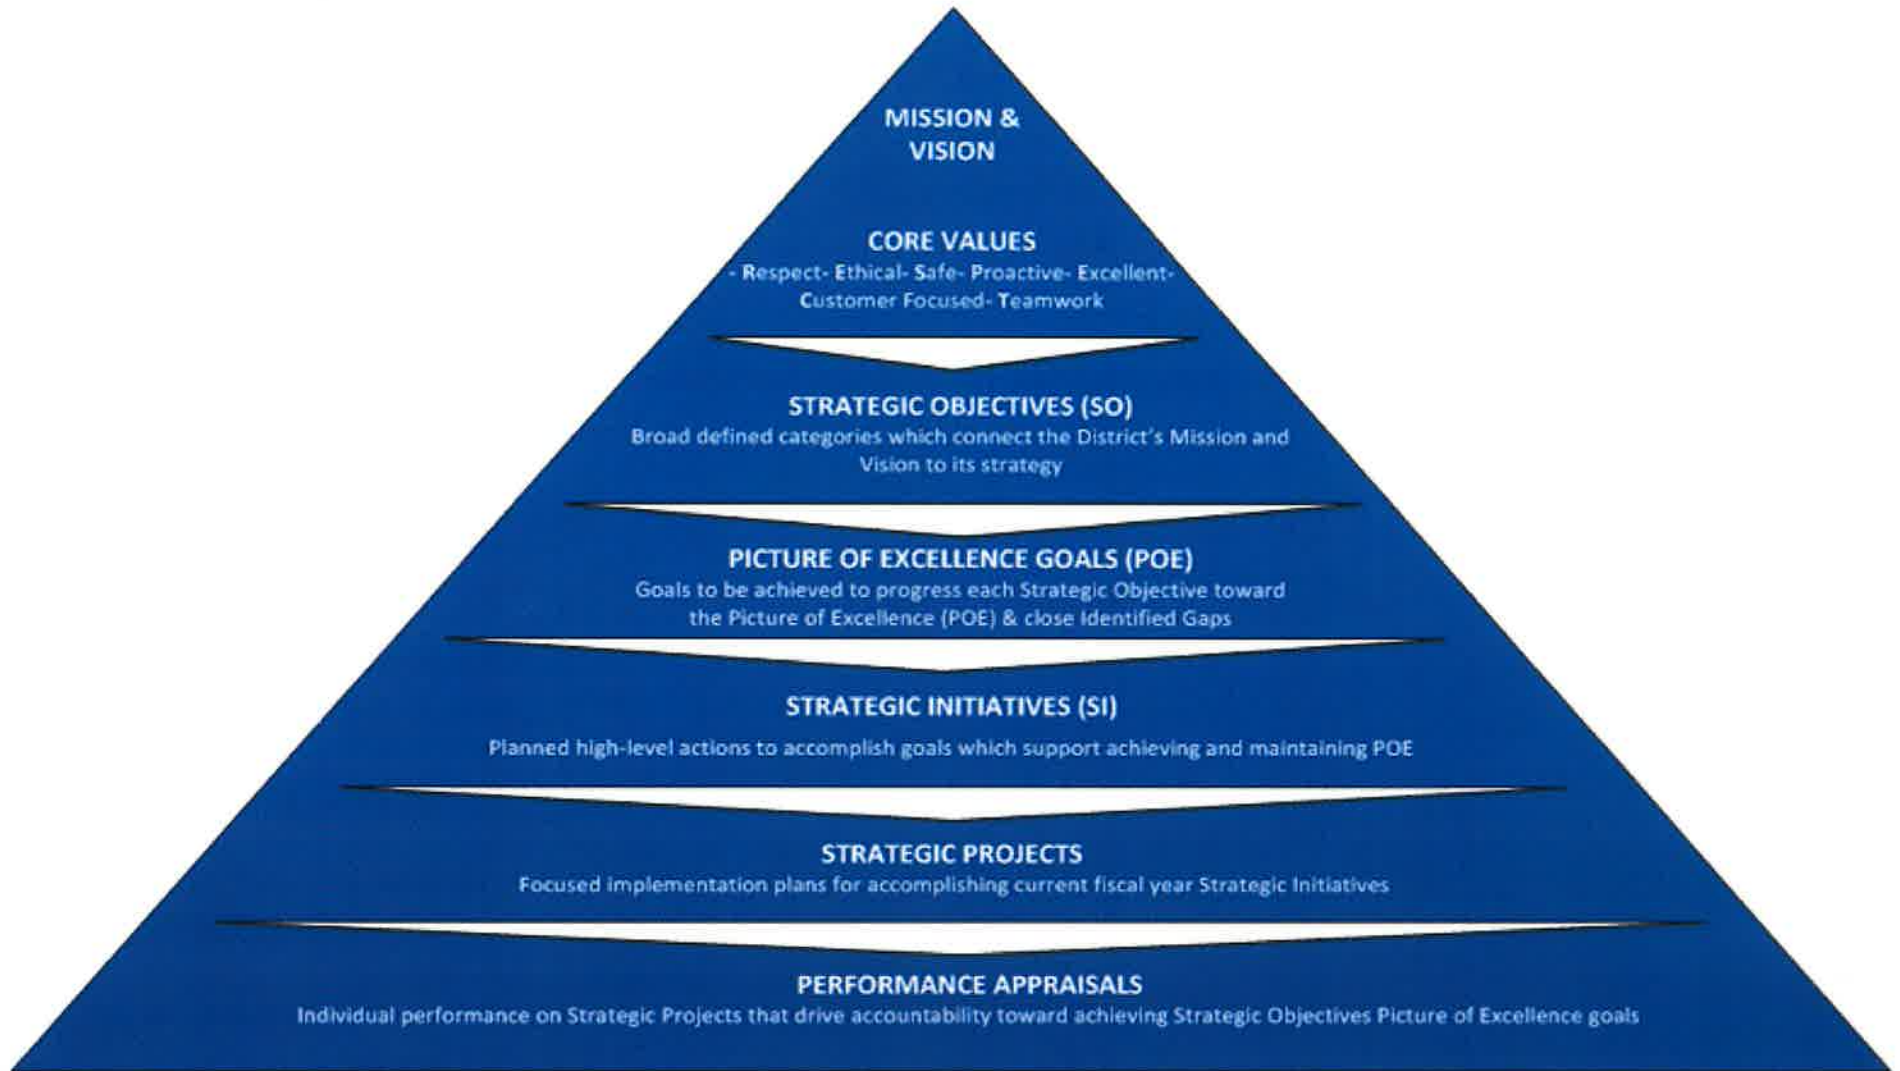 MISSION &
VISION
CORE VALUES
- Respect- Ethical- Safe- Proactive- Excellent-
Customer Focused- Teamwork
STRATEGIC OBJECTIVES (SO)
Broad defined categories which connect the District's Mission and
Vision to its strategy
PICTURE OF EXCELLENCE GOALS (POE)
Goals to be achieved to progress each Strategic Objective toward
the Picture of Excellence (POE) & close Identified Gaps
STRATEGIC INITIATIVES (SI)
Planned high-level actions to accomplish goals which support achieving and maintaining POE
STRATEGIC PROJECTS
Focused implementation plans for accomplishing current fiscal year Strategic Initiatives
PERFORMANCE APPRAISALS
Individual performance on Strategic Projects that drive accountability toward achieving Strategic Objectives Picture of Excellence goals